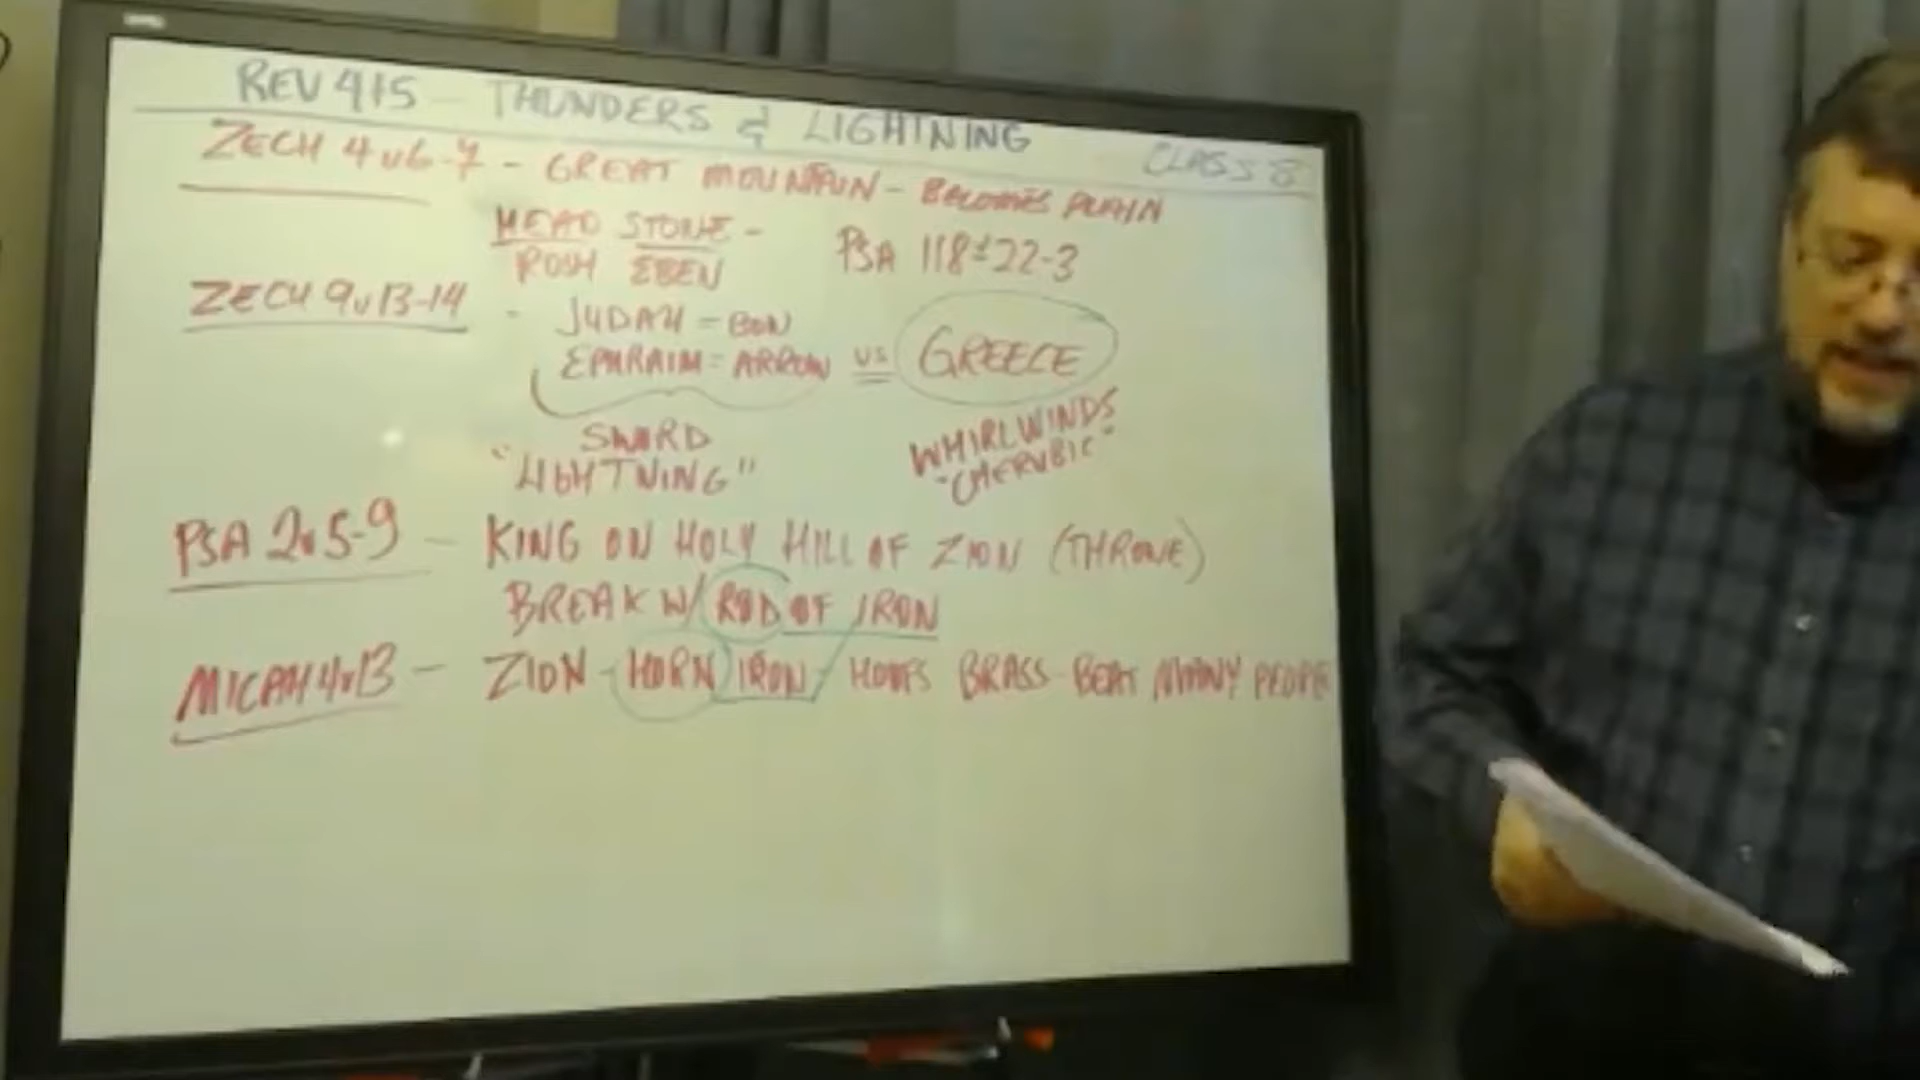 REV 4/5 - THUNDERS & LIGHTNING
CLASS 8
ZECH 4v6-7 - GREAT MOUNTAIN - BECOMES PLAIN
HEAD STONE - PSA 118:22-3
ROSH EBEN
ZECH 9v13-14 - JUDAH = BOW
EPHRAIM = ARROW VS GREECE
SWORD
"LIGHTNING"
WHIRLWINDS
"CHERUBIC"
PSA 2v5-9 - KING ON HOLY HILL OF ZION (THRONE)
BREAK W/ ROD OF IRON
MICAH 4v13 - ZION - HORN IRON - HOOFS BRASS - BEAT MANY PEOPLE